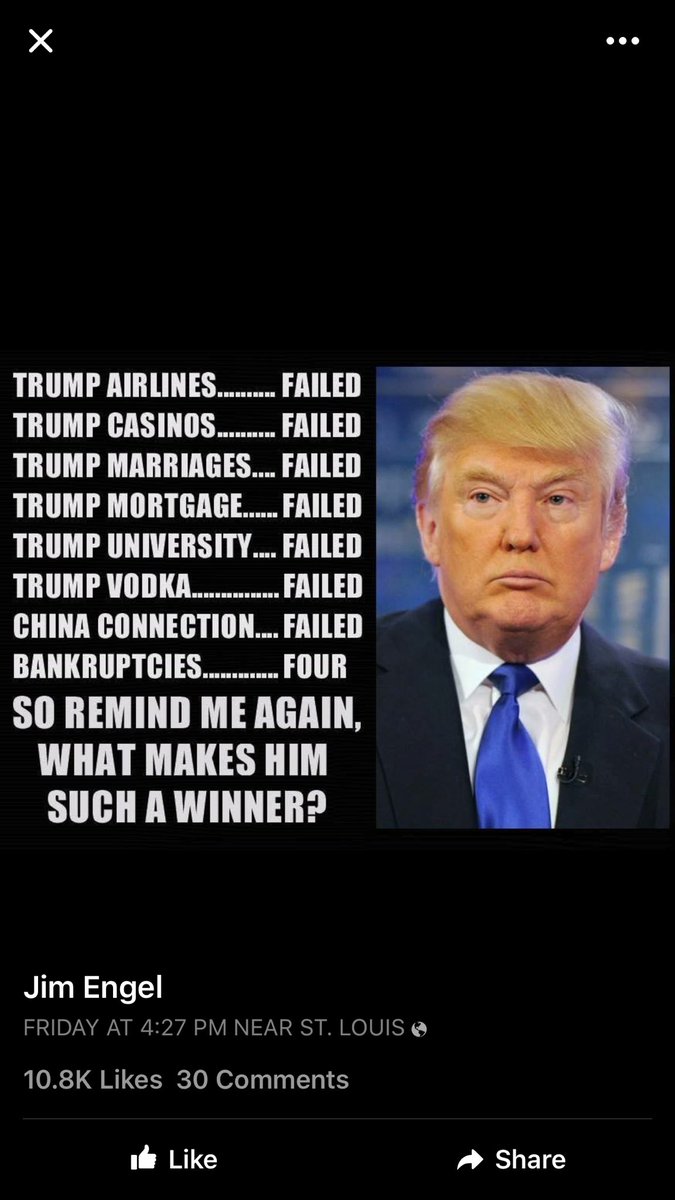 TRUMP AIRLINES.......... FAILED
TRUMP CASINOS.......... FAILED
TRUMP MARRIAGES.... FAILED
TRUMP MORTGAGE...... FAILED
TRUMP UNIVERSITY.... FAILED
TRUMP VODKA............... FAILED
CHINA CONNECTION.... FAILED
BANKRUPTCIES............. FOUR
SO REMIND ME AGAIN,
WHAT MAKES HIM
SUCH A WINNER?
Jim Engel
FRIDAY AT 4:27 PM NEAR ST. LOUIS
10.8K Likes 30 Comments
Like Share